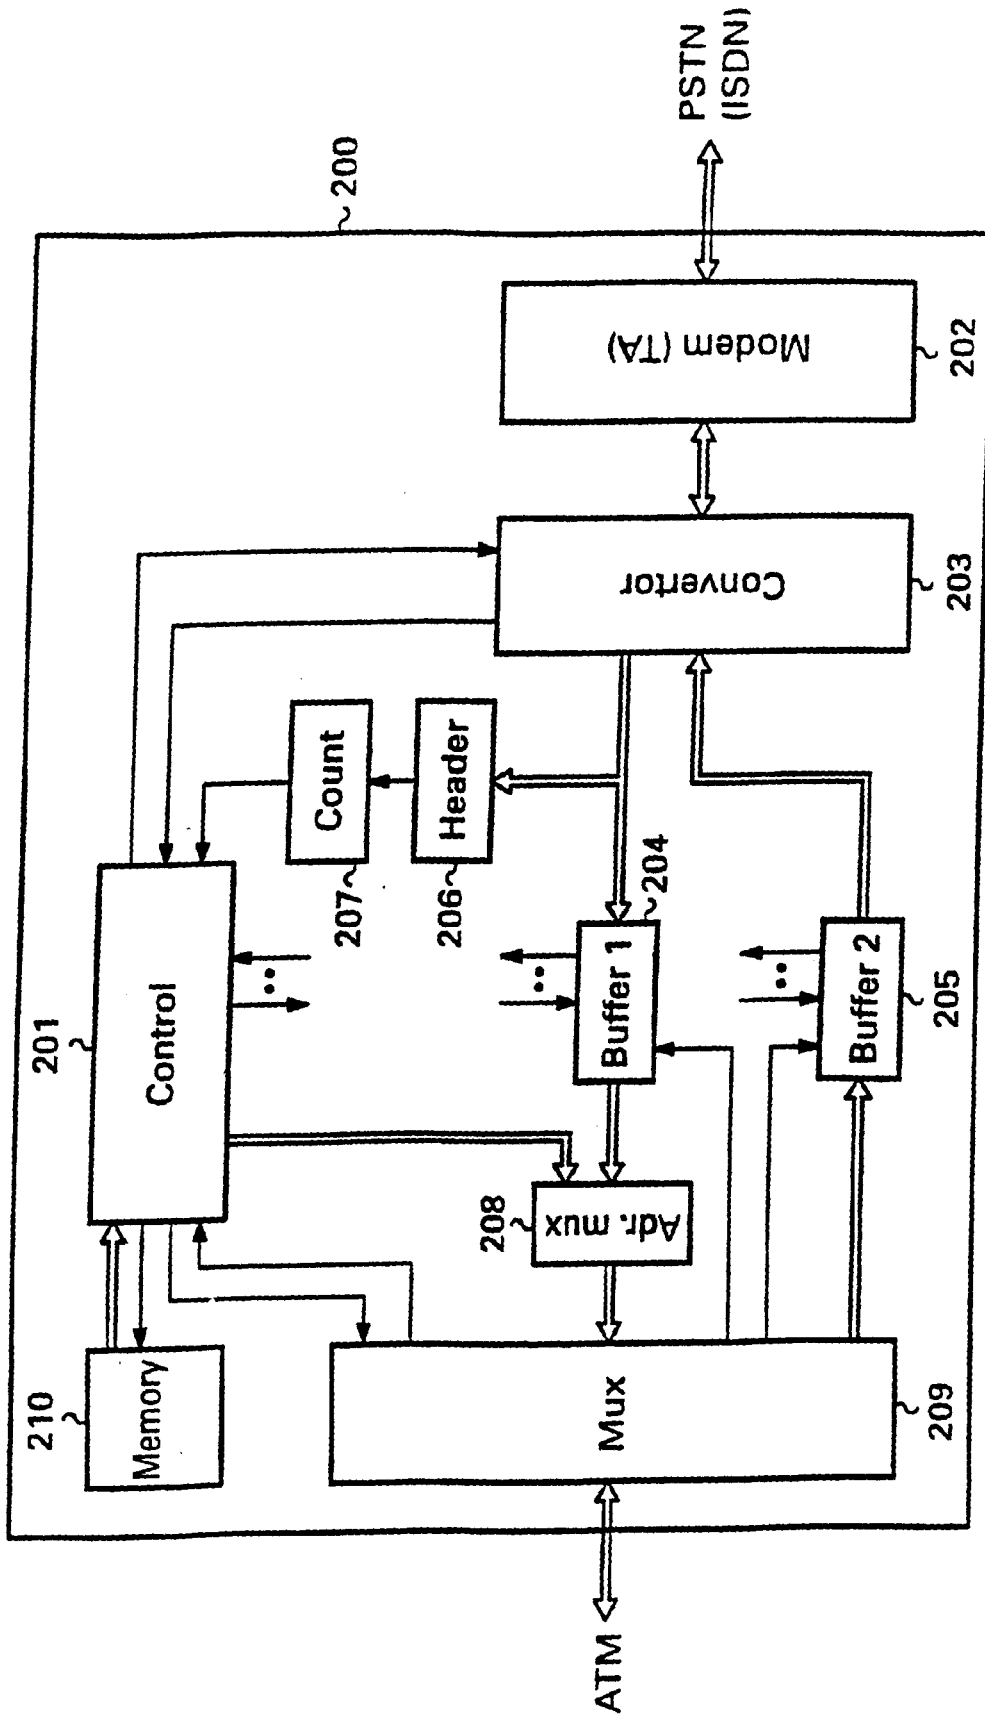 200
PSTN
(ISDN)
210
Memory
201
Control
207
Count
206
Header
Modem (TA)
202
Convertor
203
208
Adr. mux
Buffer 1
204
Buffer 2
205
Mux
209
ATM